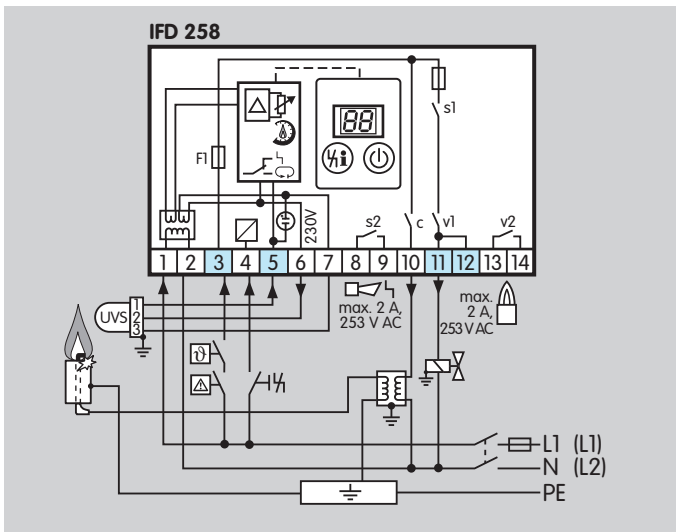 IFD 258
88
s1
F1
230V
s2
c
v1
v2
1 2 3 4 5 6 7 8 9 10 11 12 13 14
max. 2 A,
253 V AC
max.
2 A,
253 V AC
UVS
1
2
3
ϑ
L1 (L1)
N (L2)
PE